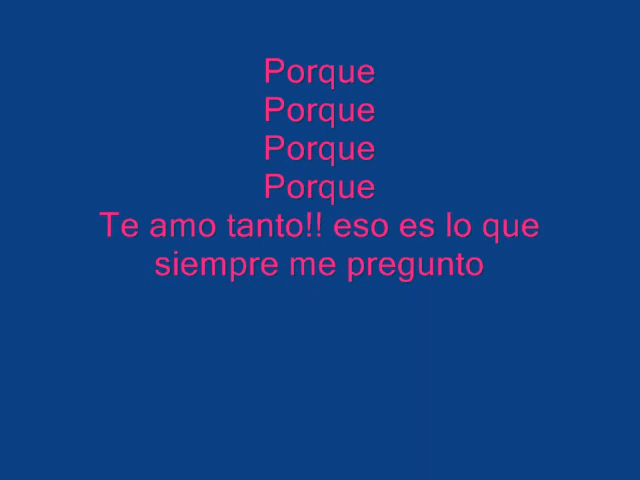 Porque
Porque
Porque
Porque
Te amo tanto!! eso es lo que
siempre me pregunto